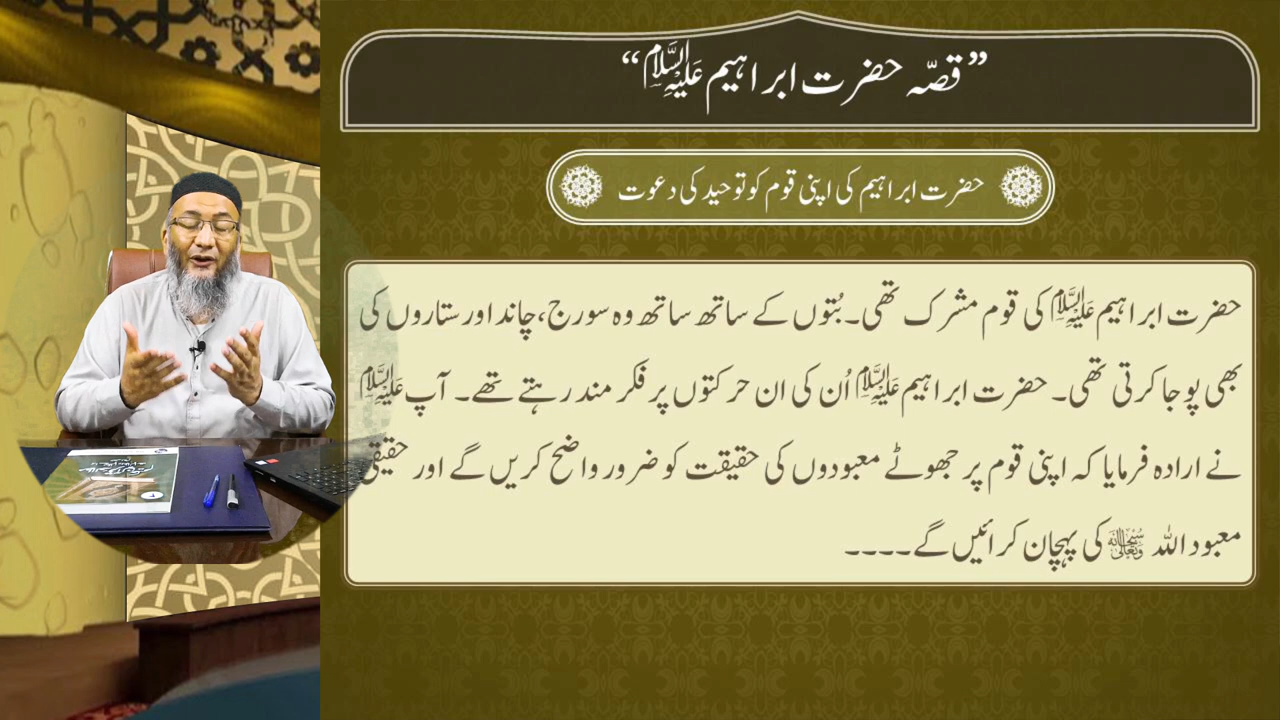 ”قصّہ حضرت ابراہیم علیہ السلام“
حضرت ابراہیم کی اپنی قوم کو توحید کی دعوت
حضرت ابراہیم علیہ السلام کی قوم مشرک تھی۔ بُتوں کے ساتھ ساتھ وہ سورج، چاند اور ستاروں کی
بھی پوجا کرتی تھی۔ حضرت ابراہیم علیہ السلام اُن کی ان حرکتوں پر فکر مند رہتے تھے۔ آپ علیہ السلام
نے ارادہ فرمایا کہ اپنی قوم پر جھوٹے معبودوں کی حقیقت کو ضرور واضح کریں گے اور حقیقی
معبود اللہ سبحانہ وتعالیٰ کی پہچان کرائیں گے۔۔۔۔